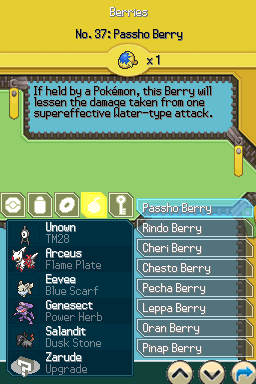 Berries
No. 37: Passho Berry
x1
If held by a Pokémon, this Berry will
lessen the damage taken from one
supereffective Water-type attack.
Unown
TM28
Arceus
Flame Plate
Eevee
Blue Scarf
Genesect
Power Herb
Salandit
Dusk Stone
Zarude
Upgrade
Passho Berry
Rindo Berry
Cheri Berry
Chesto Berry
Pecha Berry
Leppa Berry
Oran Berry
Pinap Berry